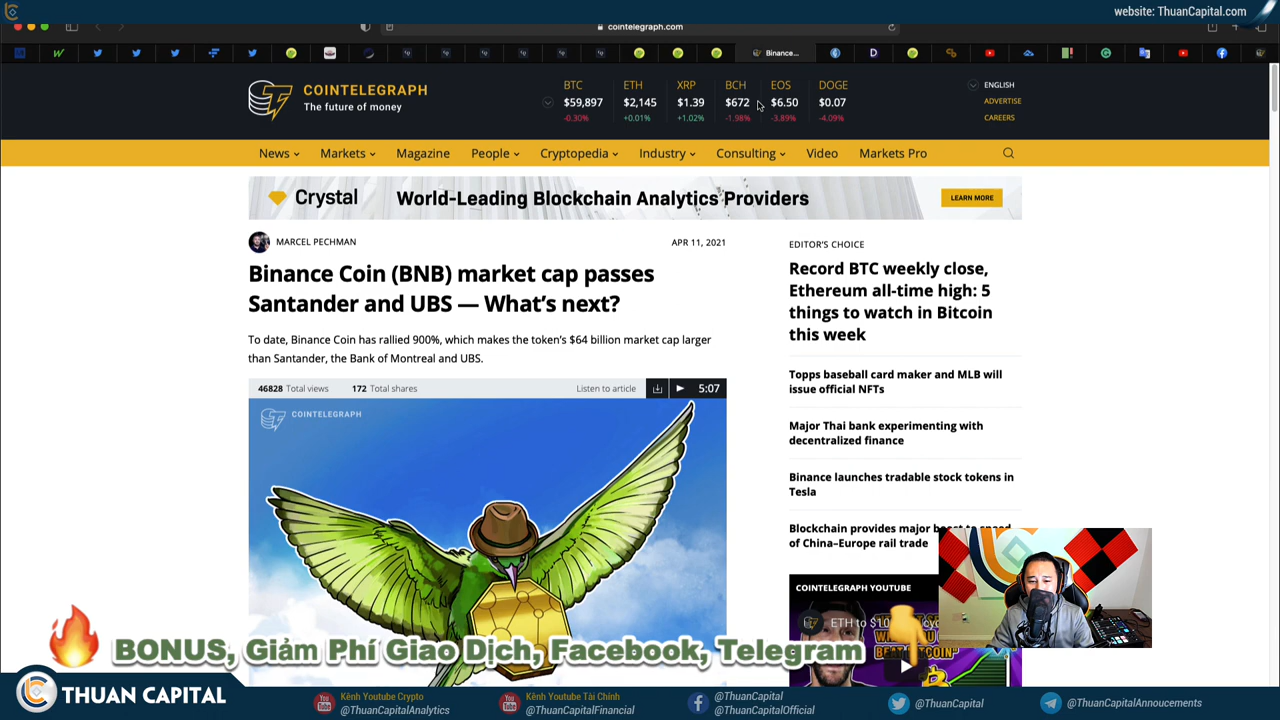 website: ThuanCapital.com
cointelegraph.com
Binance...
COINTELEGRAPH
The future of money
BTC ETH XRP BCH EOS DOGE
$59,897 $2,145 $1.39 $672 $6.50 $0.07
-0.30% +0.01% +1.02% -1.98% -3.89% -4.09%
ENGLISH
ADVERTISE
CAREERS
News Markets Magazine People Cryptopedia Industry Consulting Video Markets Pro
Crystal World-Leading Blockchain Analytics Providers LEARN MORE
MARCEL PECHMAN APR 11, 2021
Binance Coin (BNB) market cap passes
Santander and UBS — What's next?
To date, Binance Coin has rallied 900%, which makes the token's $64 billion market cap larger
than Santander, the Bank of Montreal and UBS.
46828 Total views 172 Total shares Listen to article 5:07
COINTELEGRAPH
EDITOR'S CHOICE
Record BTC weekly close,
Ethereum all-time high: 5
things to watch in Bitcoin
this week
Topps baseball card maker and MLB will
issue official NFTs
Major Thai bank experimenting with
decentralized finance
Binance launches tradable stock tokens in
Tesla
Blockchain provides major
of China–Europe rail trade
COINTELEGRAPH YOUTUBE
ETH to
BEAT BITCOIN"
BONUS, Giảm Phí Giao Dịch, Facebook, Telegram
THUAN CAPITAL
Kênh Youtube Crypto
@ThuanCapitalAnalytics
Kênh Youtube Tài Chính
@ThuanCapitalFinancial
@ThuanCapital
@ThuanCapitalOfficial
@ThuanCapital
@ThuanCapitalAnnoucements